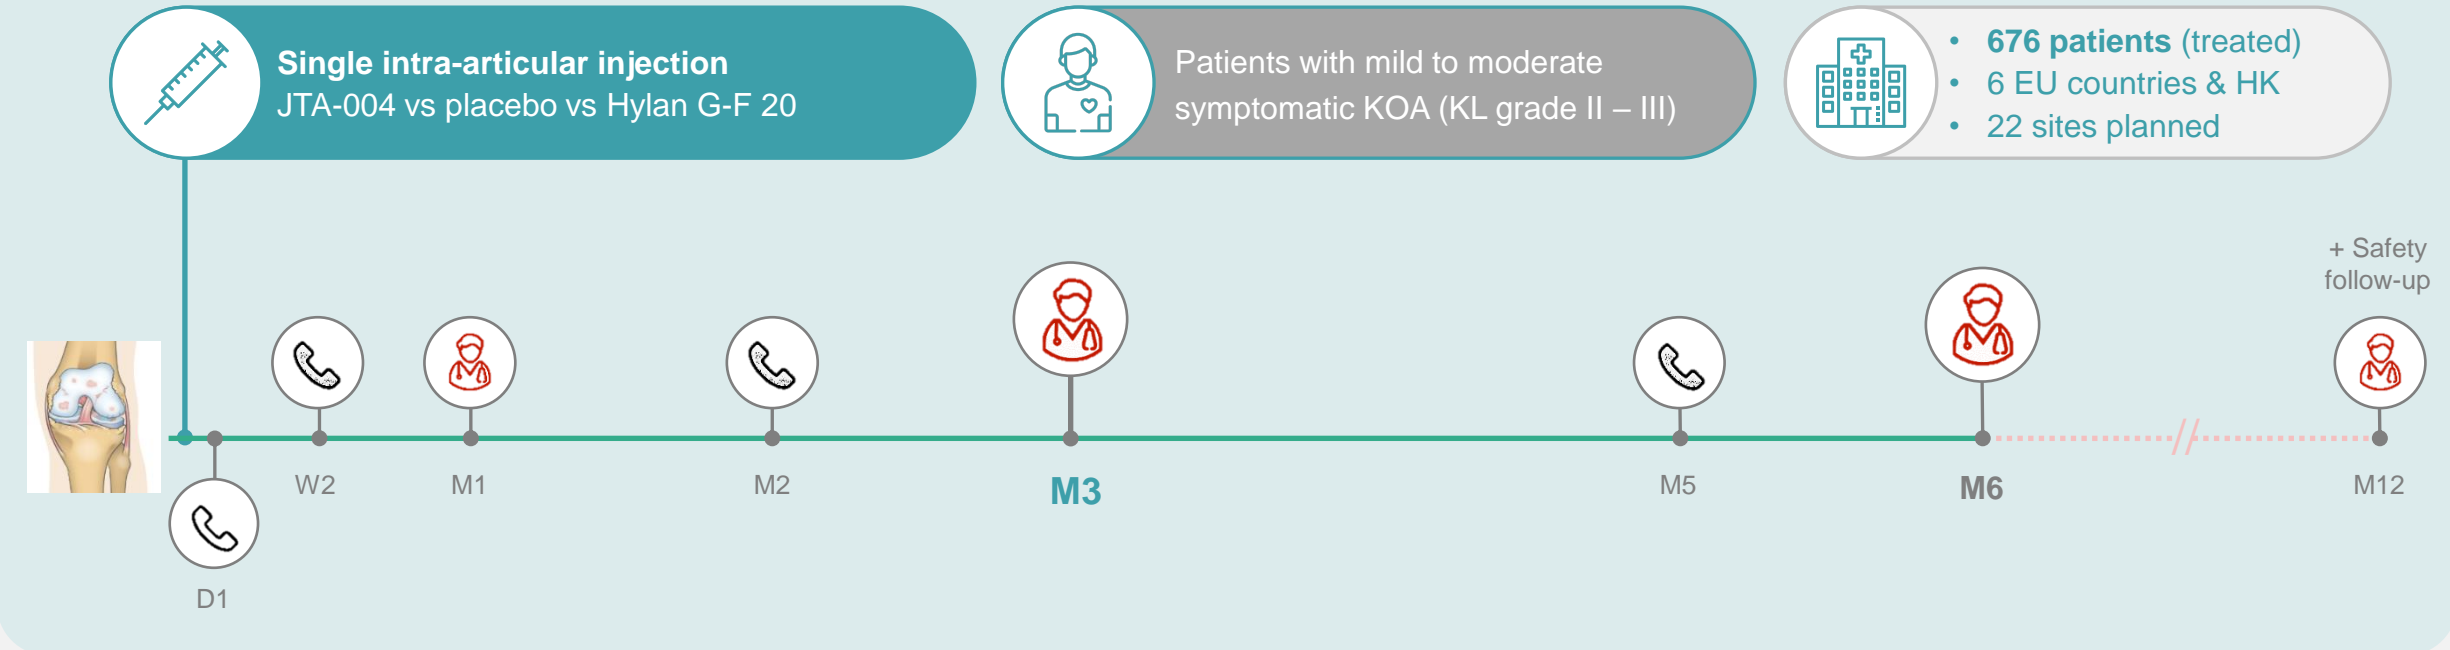 Single intra-articular injection
JTA-004 vs placebo vs Hylan G-F 20
Patients with mild to moderate
symptomatic KOA (KL grade II – III)
• 676 patients (treated)
• 6 EU countries & HK
• 22 sites planned
+ Safety
follow-up
W2
M1
M2
M3
M5
M6
M12
D1